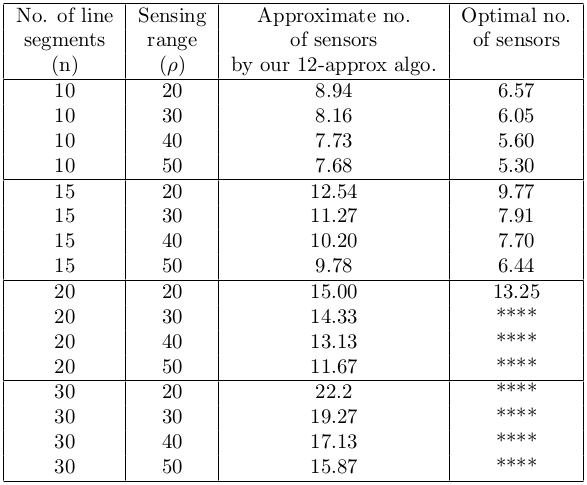 No. of line Sensing Approximate no. Optimal no.
segments range of sensors of sensors
(n) (ρ) by our 12-approx algo.
10 20 8.94 6.57
10 30 8.16 6.05
10 40 7.73 5.60
10 50 7.68 5.30
15 20 12.54 9.77
15 30 11.27 7.91
15 40 10.20 7.70
15 50 9.78 6.44
20 20 15.00 13.25
20 30 14.33 ****
20 40 13.13 ****
20 50 11.67 ****
30 20 22.2 ****
30 30 19.27 ****
30 40 17.13 ****
30 50 15.87 ****